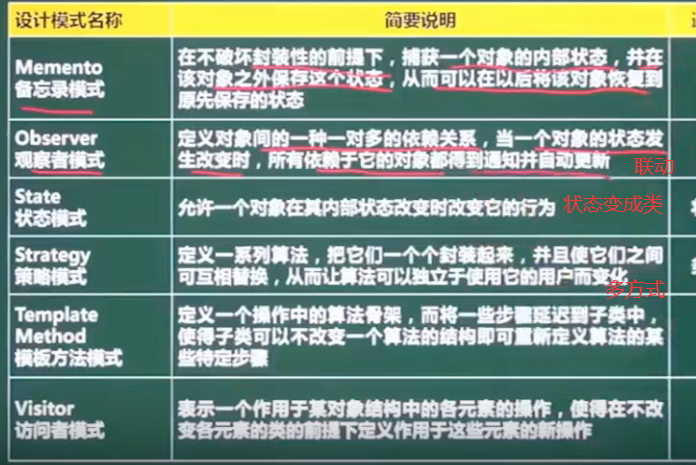 设计模式名称
简要说明
Memento
备忘录模式
在不破坏封装性的前提下，捕获一个对象的内部状态，并在
该对象之外保存这个状态，从而可以在以后将该对象恢复到
原先保存的状态
Observer
观察者模式
定义对象间的一种一对多的依赖关系，当一个对象的状态发
生改变时，所有依赖于它的对象都得到通知并自动更新
联动
State
状态模式
允许一个对象在其内部状态改变时改变它的行为
状态变成类
Strategy
策略模式
定义一系列算法，把它们一个个封装起来，并且使它们之间
可互相替换，从而让算法可以独立于使用它的用户而变化
多方式
Template
Method
模板方法模式
定义一个操作中的算法骨架，而将一些步骤延迟到子类中，
使得子类可以不改变一个算法的结构即可重新定义算法的某
些特定步骤
Visitor
访问者模式
表示一个作用于某对象结构中的各元素的操作，使得在不改
变各元素的类的前提下定义作用于这些元素的新操作